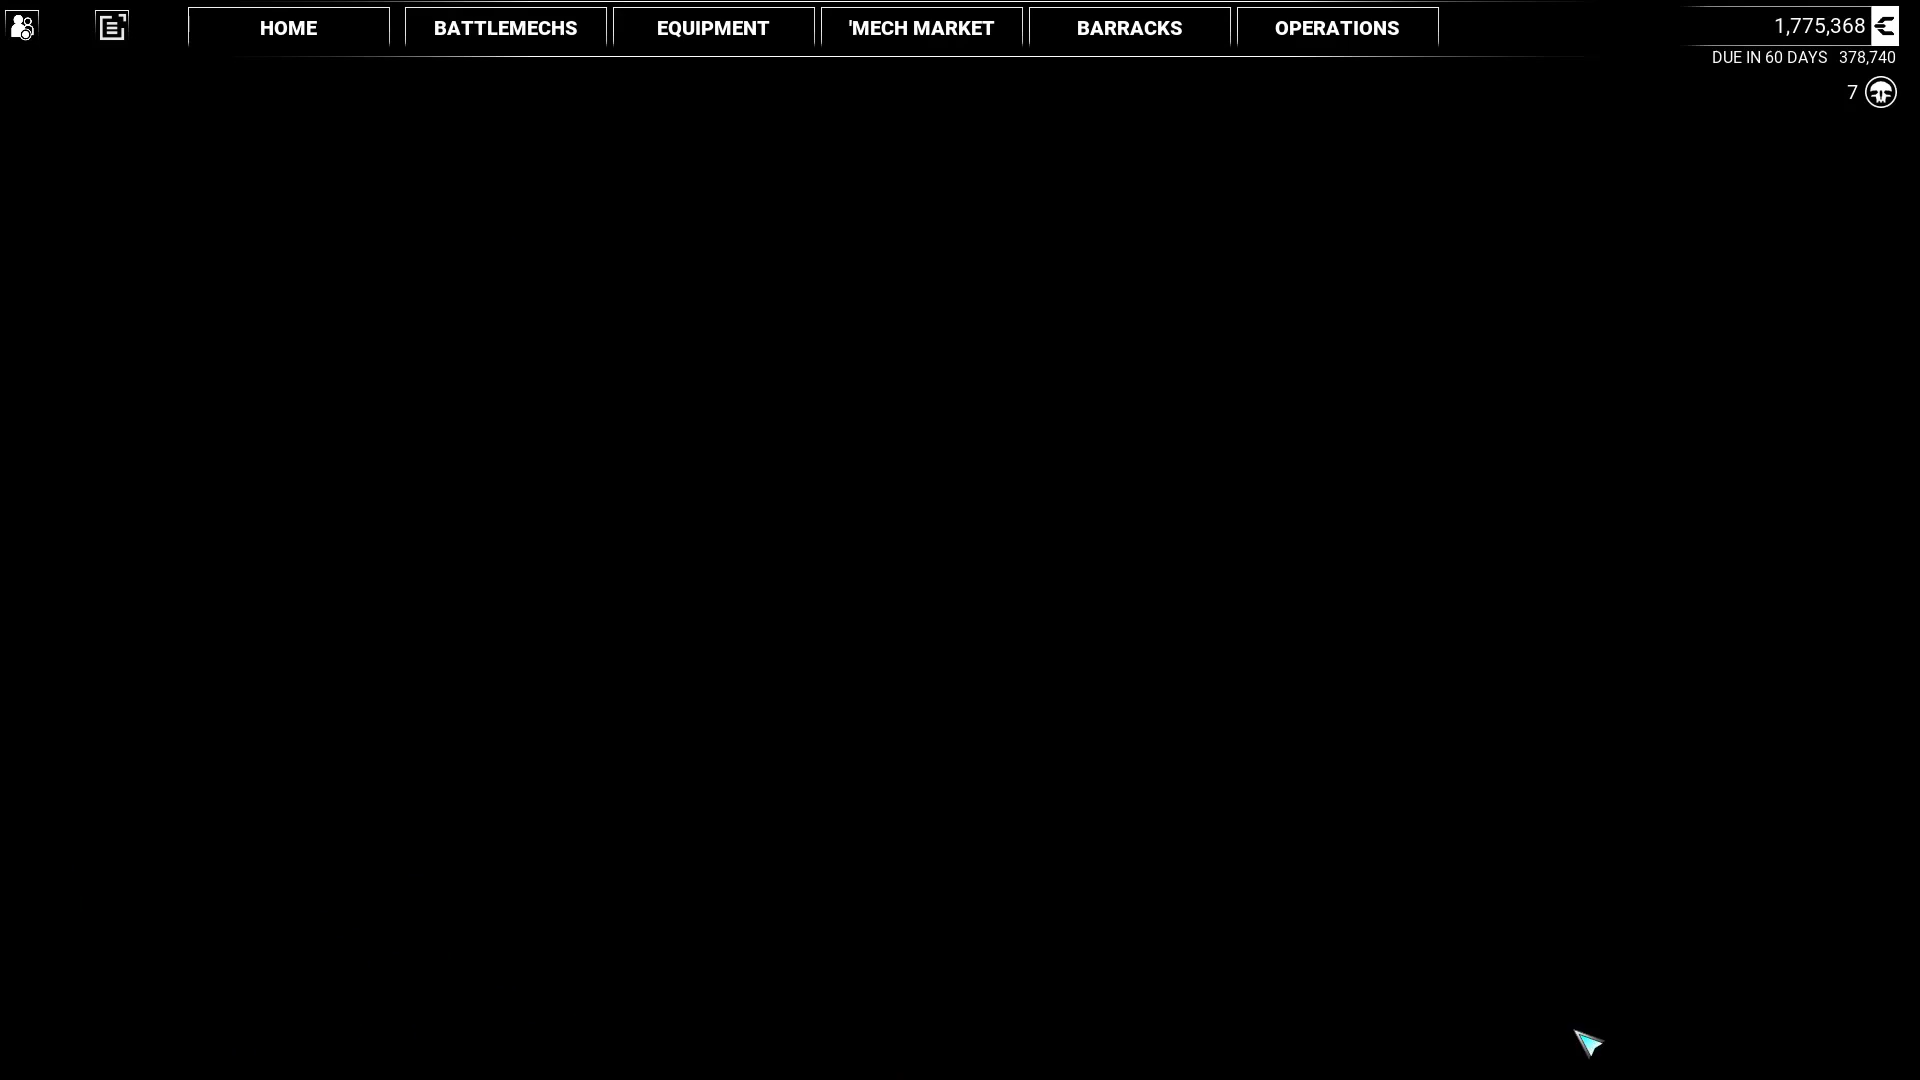 HOME
BATTLEMECHS
EQUIPMENT
'MECH MARKET
BARRACKS
OPERATIONS
1,775,368
DUE IN 60 DAYS 378,740
7